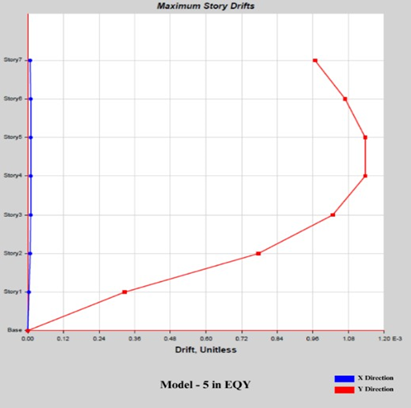 Maximum Story Drifts
Story7
Story6
Story5
Story4
Story3
Story2
Story1
Base
0.00 0.12 0.24 0.36 0.48 0.60 0.72 0.84 0.96 1.08 1.20 E-3
Drift, Unitless
Model - 5 in EQY
X Direction
Y Direction